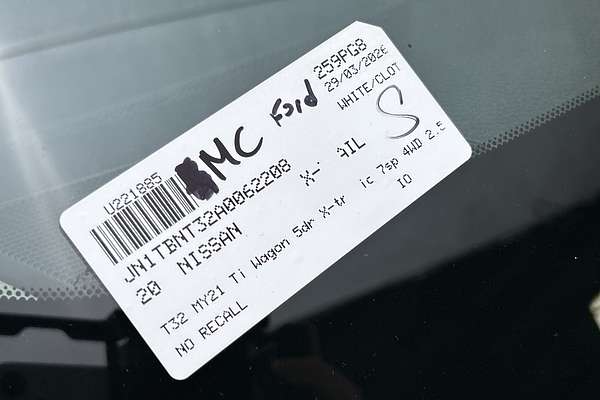 259PG8
29/03/2026
WHITE/CLOT
MC Ford
S
U221885
JN1TBNT32A0062208
20 NISSAN X- AIL
T32 MY21 Ti Wagon 5dr X-tr ic 7sp 4WD 2.5
NO RECALL IO